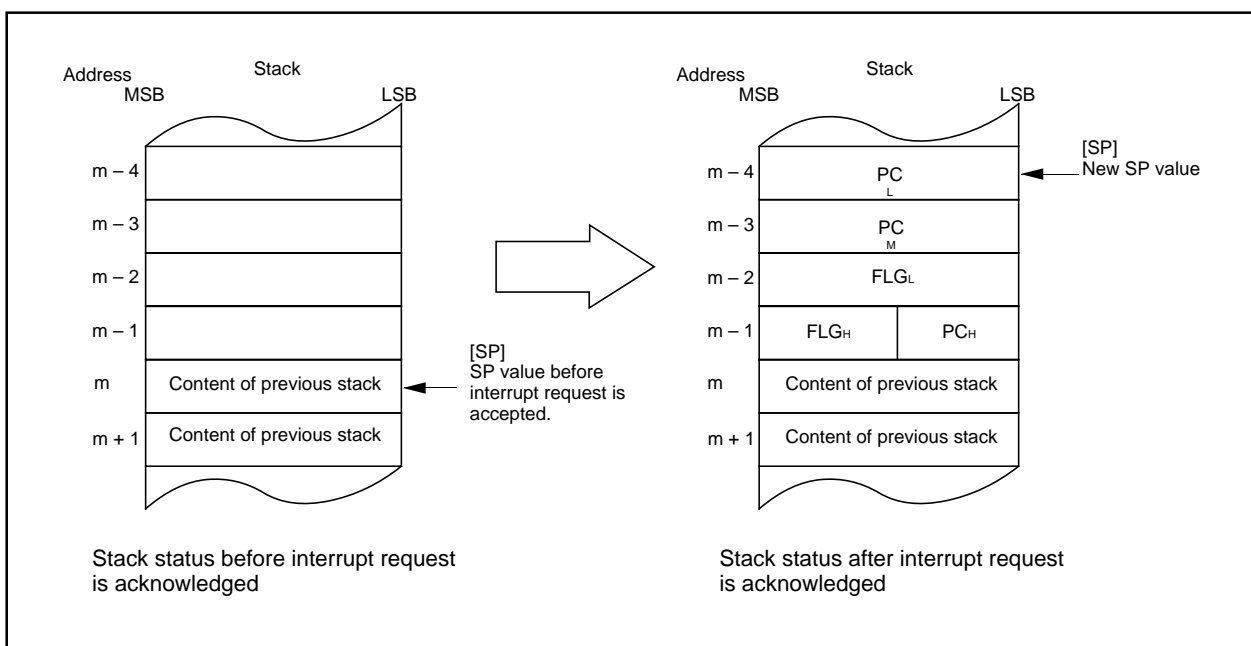 Address
Stack
MSB
LSB
m – 4
m – 3
m – 2
m – 1
m
Content of previous stack
m + 1
Content of previous stack
[SP]
SP value before
interrupt request is
accepted.
Stack status before interrupt request
is acknowledged
Address
Stack
MSB
LSB
m – 4
PC
L
[SP]
New SP value
m – 3
PC
M
m – 2
FLGL
m – 1
FLGH
PCH
m
Content of previous stack
m + 1
Content of previous stack
Stack status after interrupt request
is acknowledged